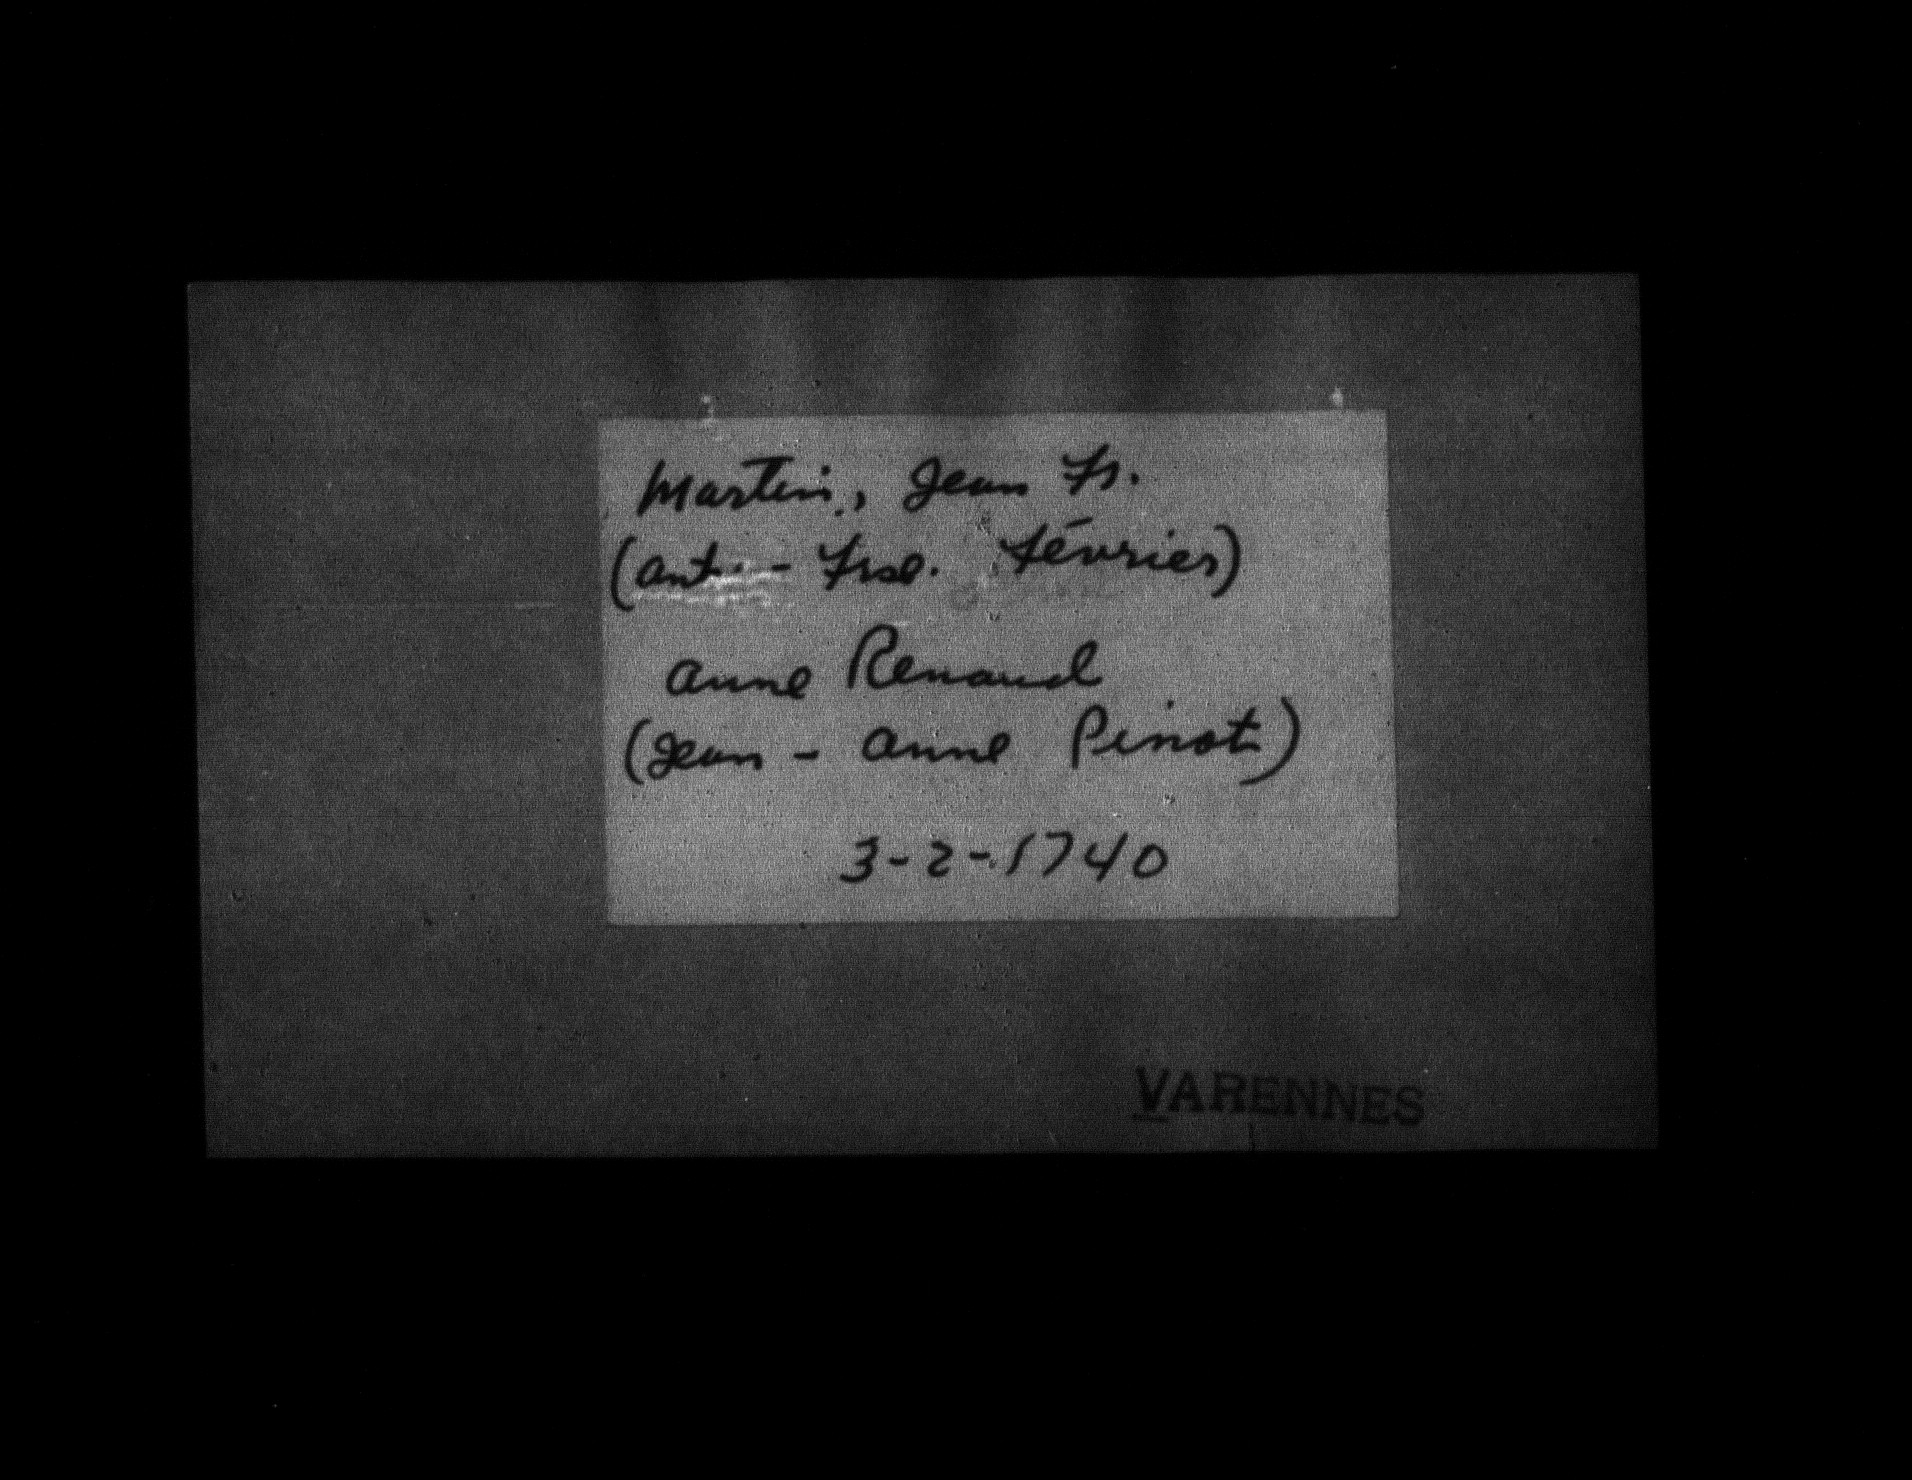 Martin, Jean Fs.
(Ant. - Frse. Février)
Anne Renaud
(Jean - Anne Pinot)
3-2-1740
VARENNES